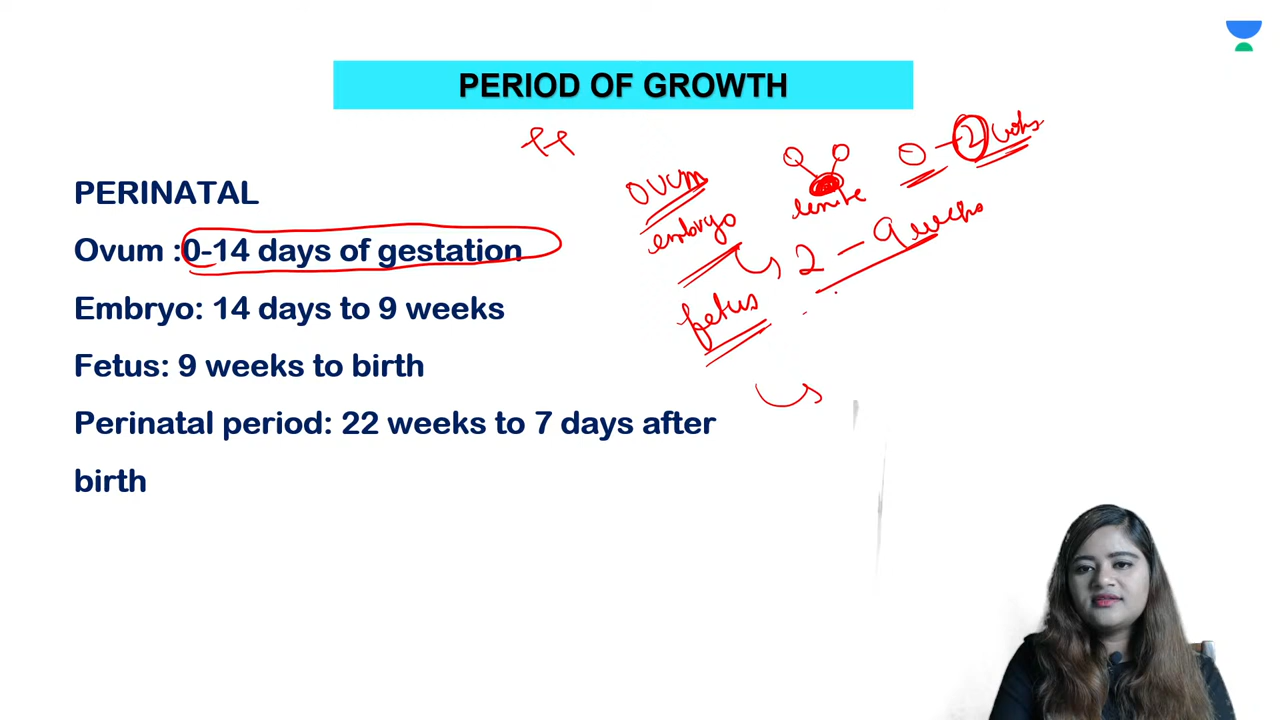 PERIOD OF GROWTH
PERINATAL
Ovum :0-14 days of gestation
Embryo: 14 days to 9 weeks
Fetus: 9 weeks to birth
Perinatal period: 22 weeks to 7 days after
birth
ovum
0 - 2
embryo
2 - 9 weeks
fetus